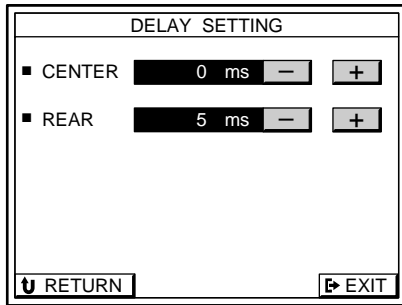 DELAY SETTING
■ CENTER 0 ms − +
■ REAR 5 ms − +
RETURN EXIT